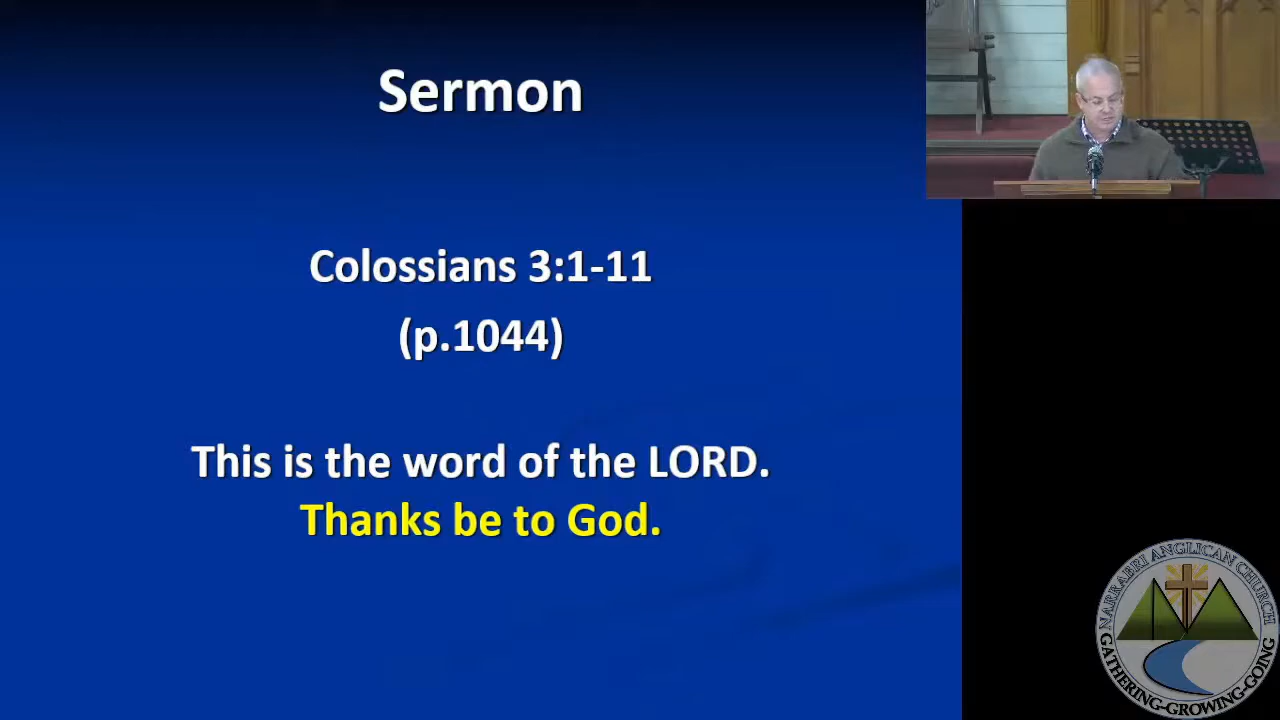 Sermon
Colossians 3:1-11
(p.1044)
This is the word of the LORD.
Thanks be to God.
NARRABRI ANGLICAN CHURCH
GATHERING-GROWING-GOING